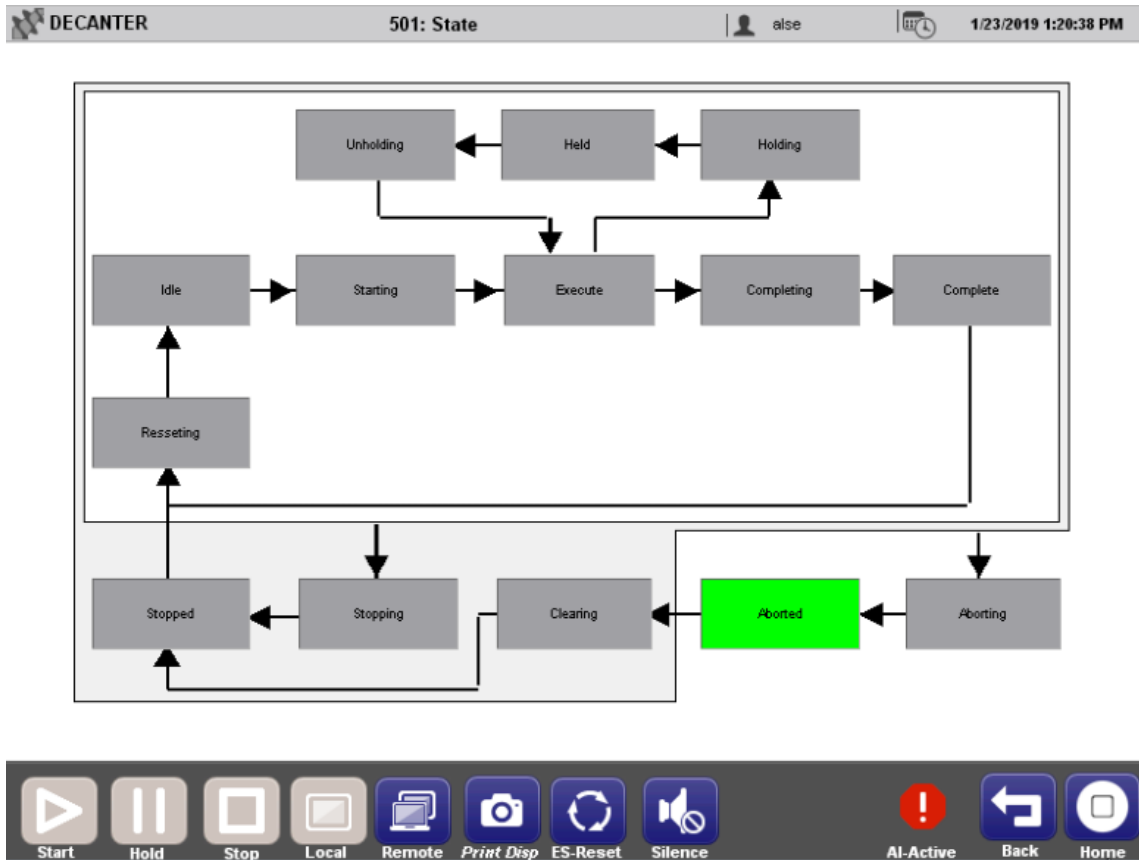 DECANTER 501: State alse 1/23/2019 1:20:38 PM
Unholding Held Holding
Idle Starting Execute Completing Complete
Resseting
Stopped Stopping Clearing Aborted Aborting
Start Hold Stop Local Remote Print Disp ES-Reset Silence AI-Active Back Home